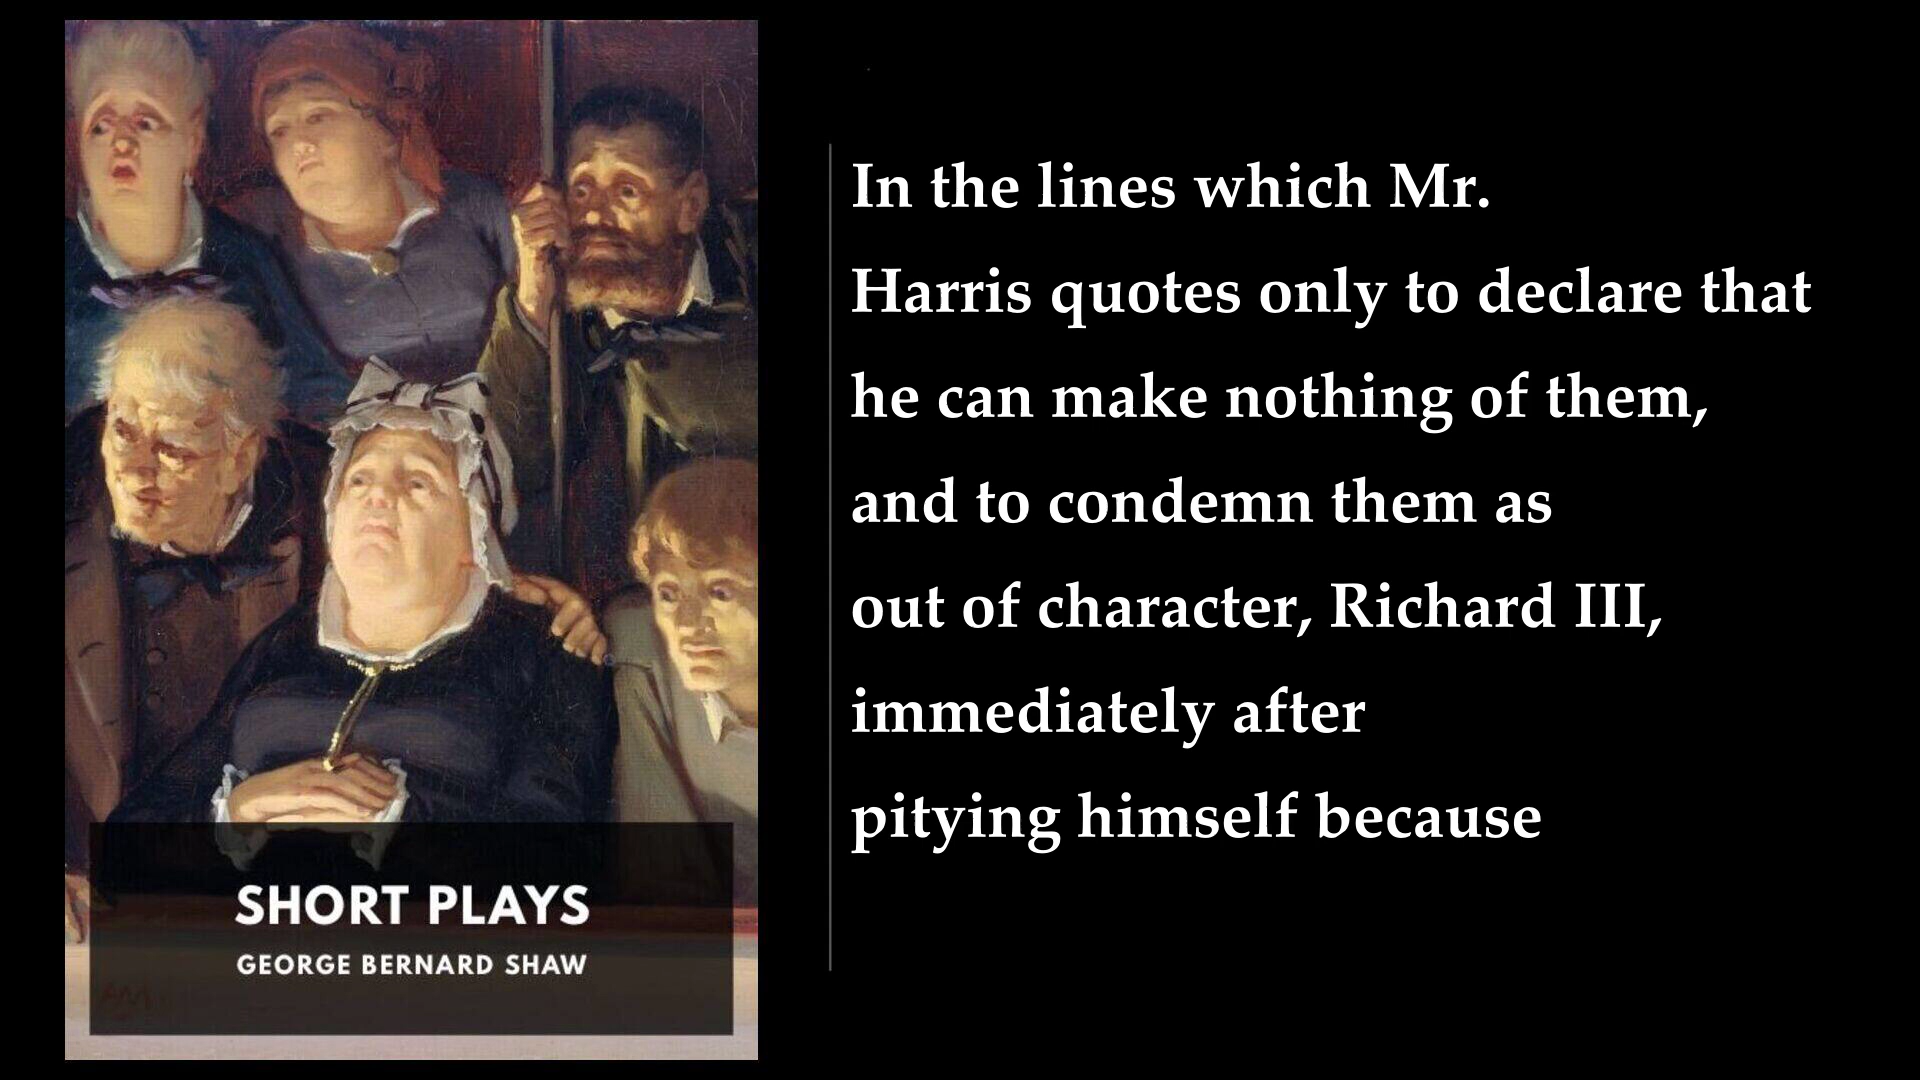 SHORT PLAYS
GEORGE BERNARD SHAW
In the lines which Mr.
Harris quotes only to declare that
he can make nothing of them,
and to condemn them as
out of character, Richard III,
immediately after
pitying himself because